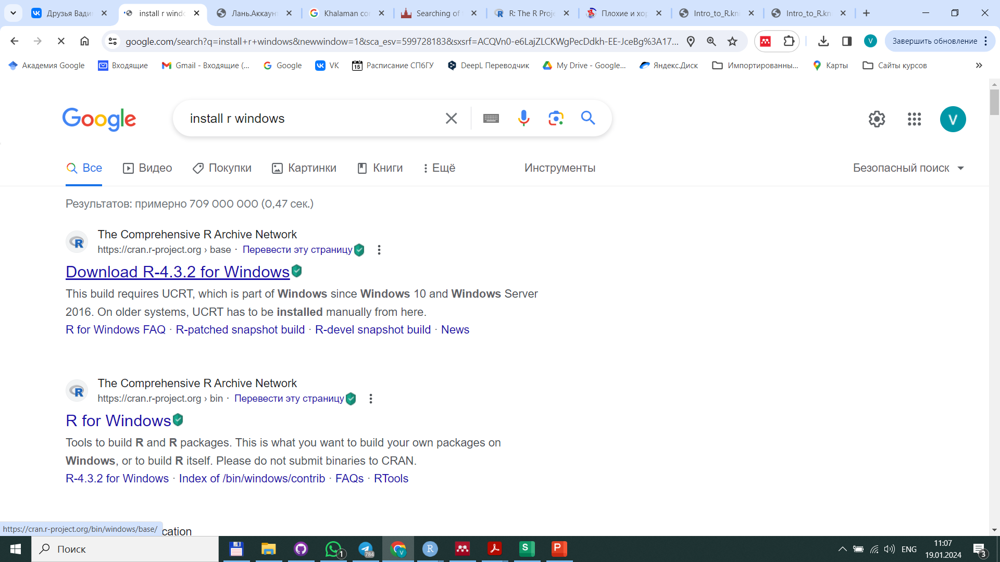 Друзья Вади
install r windo
Лань.Аккаун
Khalaman co
Searching of
R: The R Proje
Плохие и хор
Intro_to_R.kni
Intro_to_R.kn
google.com/search?q=install+r+windows&newwindow=1&sca_esv=599728183&sxsrf=ACQVn0-e6LajZLCKWgPecDdkh-EE-JceBg%3A17...
V
Завершить обновление
Академия Google
Входящие
Gmail - Входящие (...
Google
VK
Расписание СПбГУ
DeepL Переводчик
My Drive - Google...
Яндекс.Диск
Импортированны...
Карты
Сайты курсов
Google
install r windows
V
Все
Видео
Покупки
Картинки
Книги
Ещё
Инструменты
Безопасный поиск
Результатов: примерно 709 000 000 (0,47 сек.)
The Comprehensive R Archive Network
https://cran.r-project.org › base · Перевести эту страницу
Download R-4.3.2 for Windows
This build requires UCRT, which is part of Windows since Windows 10 and Windows Server
2016. On older systems, UCRT has to be installed manually from here.
R for Windows FAQ · R-patched snapshot build · R-devel snapshot build · News
The Comprehensive R Archive Network
https://cran.r-project.org › bin · Перевести эту страницу
R for Windows
Tools to build R and R packages. This is what you want to build your own packages on
Windows, or to build R itself. Please do not submit binaries to CRAN.
R-4.3.2 for Windows · Index of /bin/windows/contrib · FAQs · RTools
https://cran.r-project.org/bin/windows/base/
cation
Поиск
1
784
ENG
11:07
19.01.2024
3